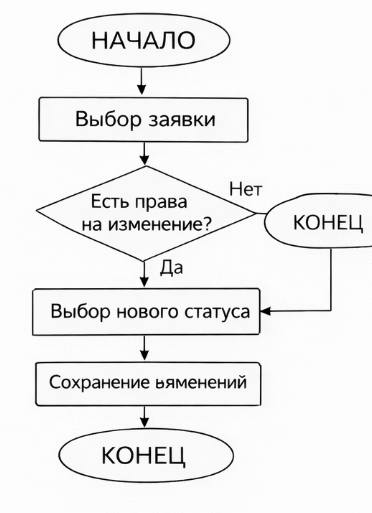 НАЧАЛО
Выбор заявки
Есть права
на изменение?
Нет
КОНЕЦ
Да
Выбор нового статуса
Сохранение
КОНЕЦ